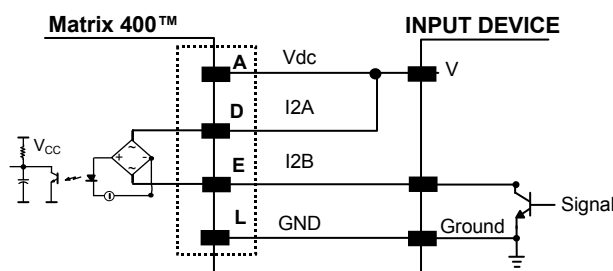 Matrix 400™ INPUT DEVICE
A Vdc V
D I2A
VCC + ~ ~ -
E I2B
Signal
L GND Ground